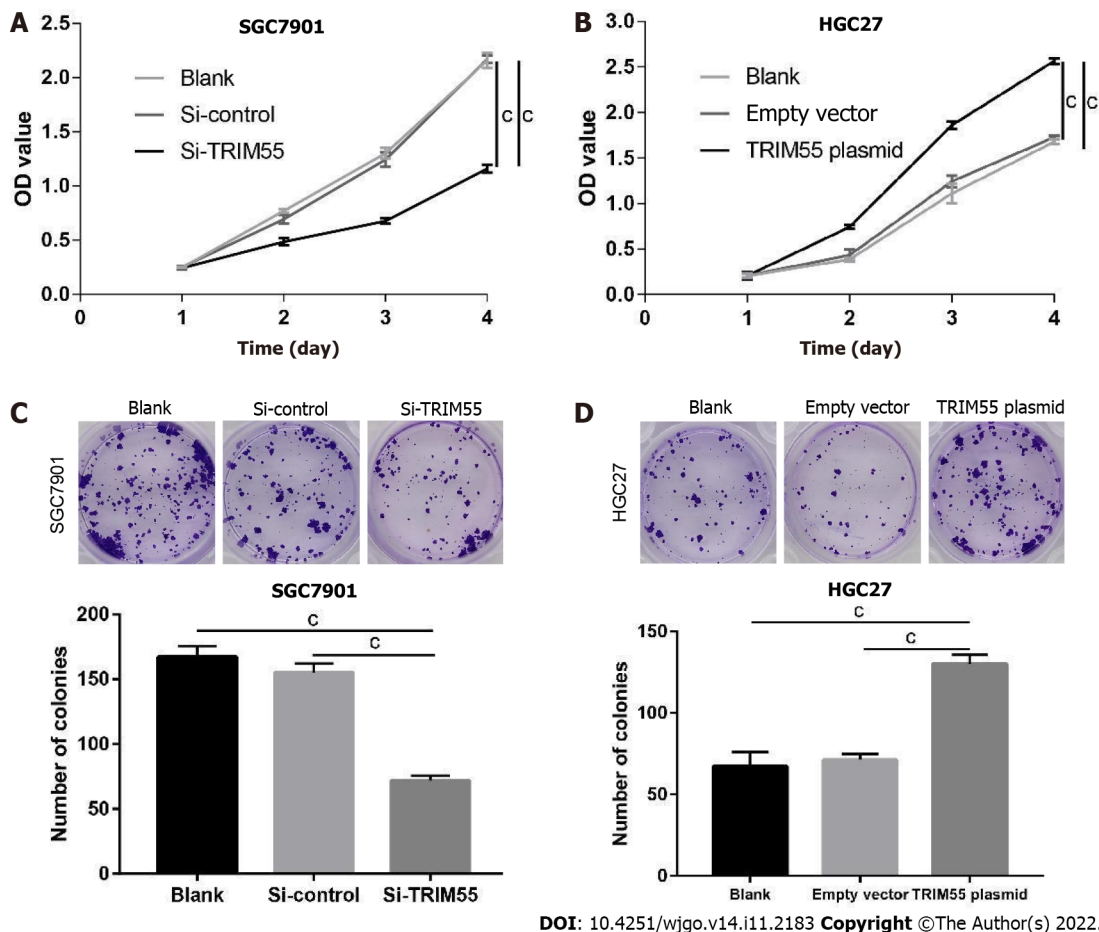 A
SGC7901
2.5
2.0
1.5
1.0
0.5
0.0
OD value
Blank
Si-control
Si-TRIM55
C C
0 1 2 3 4
Time (day)
B
HGC27
3.0
2.5
2.0
1.5
1.0
0.5
0.0
OD value
Blank
Empty vector
TRIM55 plasmid
C C
0 1 2 3 4
Time (day)
C
Blank Si-control Si-TRIM55
SGC7901
SGC7901
200
150
100
50
0
Number of colonies
C
C
Blank Si-control Si-TRIM55
D
Blank Empty vector TRIM55 plasmid
HGC27
HGC27
150
100
50
0
Number of colonies
C
C
Blank Empty vector TRIM55 plasmid
DOI: 10.4251/wjgo.v14.i11.2183 Copyright ©The Author(s) 2022.